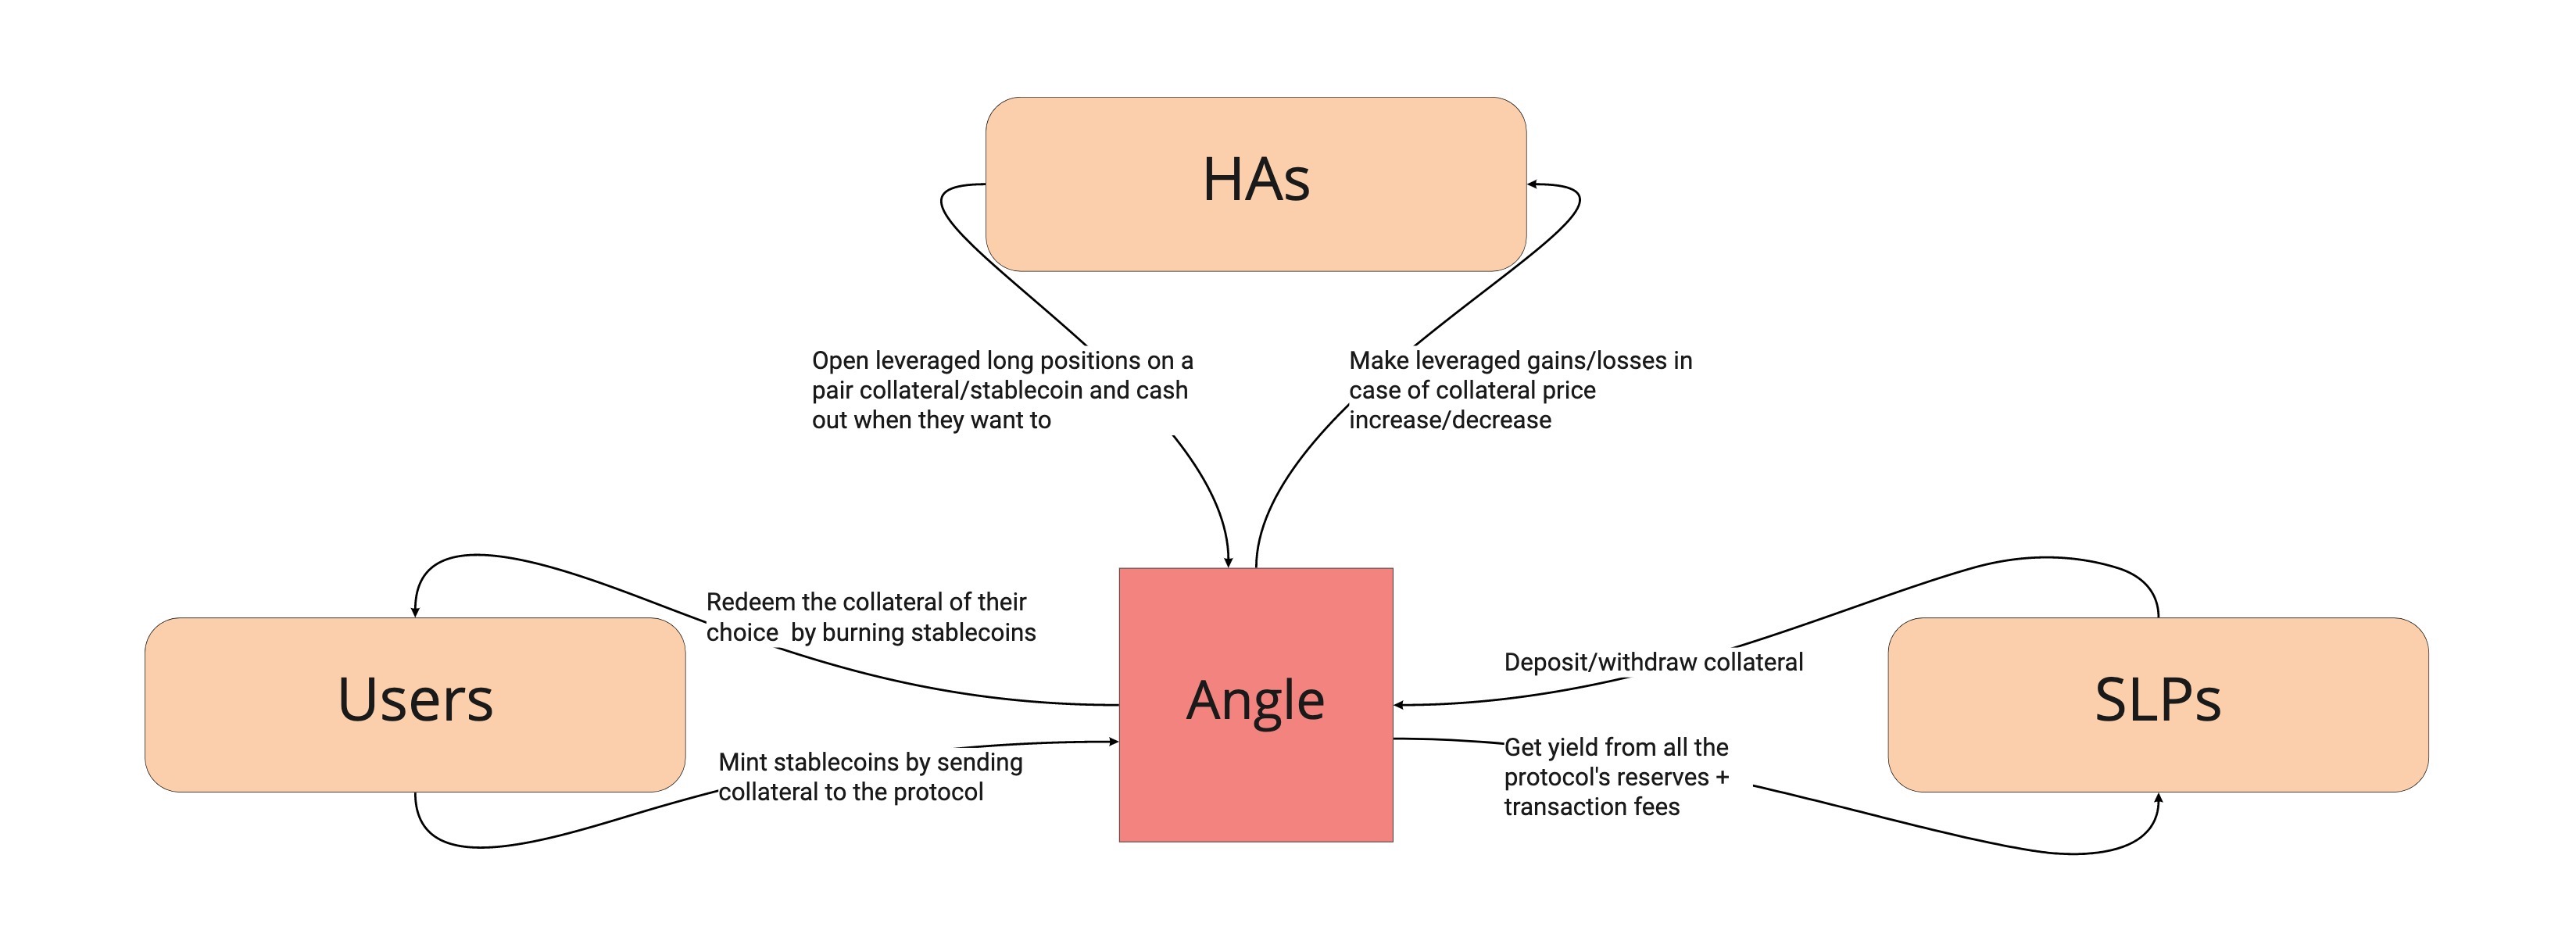 HAs
Open leveraged long positions on a
pair collateral/stablecoin and cash
out when they want to
Make leveraged gains/losses in
case of collateral price
increase/decrease
Redeem the collateral of their
choice  by burning stablecoins
Users
Mint stablecoins by sending
collateral to the protocol
Angle
Deposit/withdraw collateral
Get yield from all the
protocol's reserves +
transaction fees
SLPs